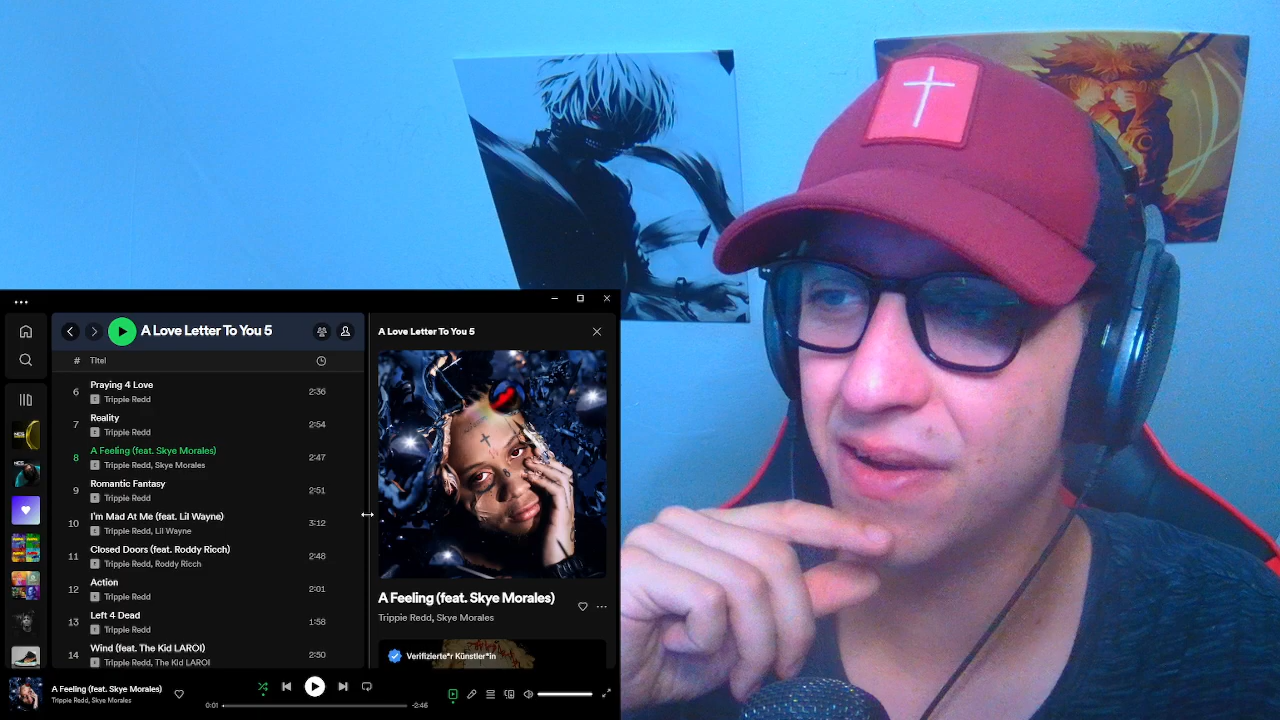 A Love Letter To You 5
# Titel
6 Praying 4 Love 2:36
E Trippie Redd
7 Reality 2:54
E Trippie Redd
8 A Feeling (feat. Skye Morales) 2:47
E Trippie Redd, Skye Morales
9 Romantic Fantasy 2:51
E Trippie Redd
10 I'm Mad At Me (feat. Lil Wayne) 3:12
E Trippie Redd, Lil Wayne
11 Closed Doors (feat. Roddy Ricch) 2:48
E Trippie Redd, Roddy Ricch
12 Action 2:01
E Trippie Redd
13 Left 4 Dead 1:58
E Trippie Redd
14 Wind (feat. The Kid LAROI) 2:50
E Trippie Redd, The Kid LAROI
A Love Letter To You 5
A Feeling (feat. Skye Morales)
Trippie Redd, Skye Morales
Verifizierte*r Künstler*in
A Feeling (feat. Skye Morales)
Trippie Redd, Skye Morales
0:01 -2:46